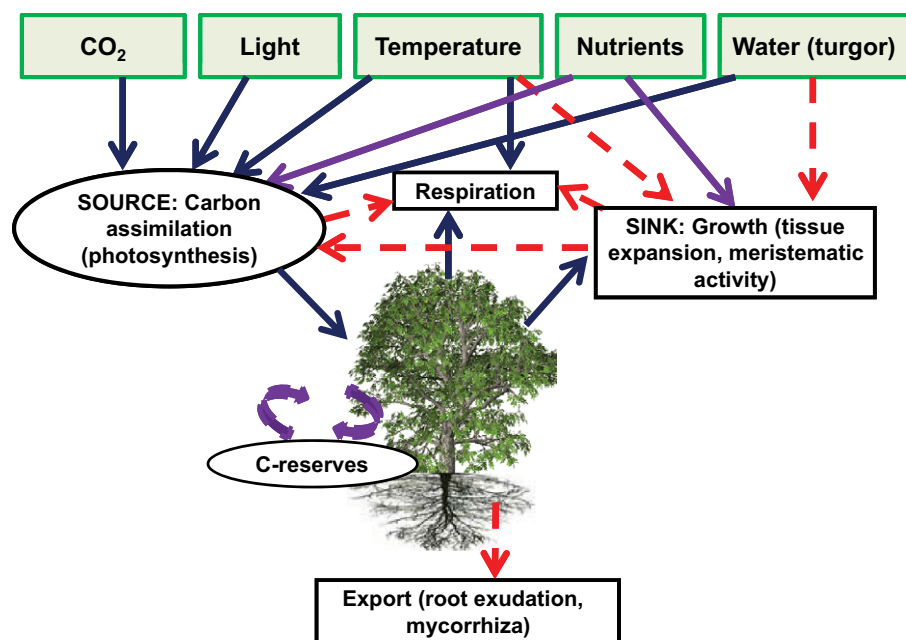 CO₂
Light
Temperature
Nutrients
Water (turgor)
SOURCE: Carbon
assimilation
(photosynthesis)
Respiration
SINK: Growth (tissue
expansion, meristematic
activity)
C-reserves
Export (root exudation,
mycorrhiza)